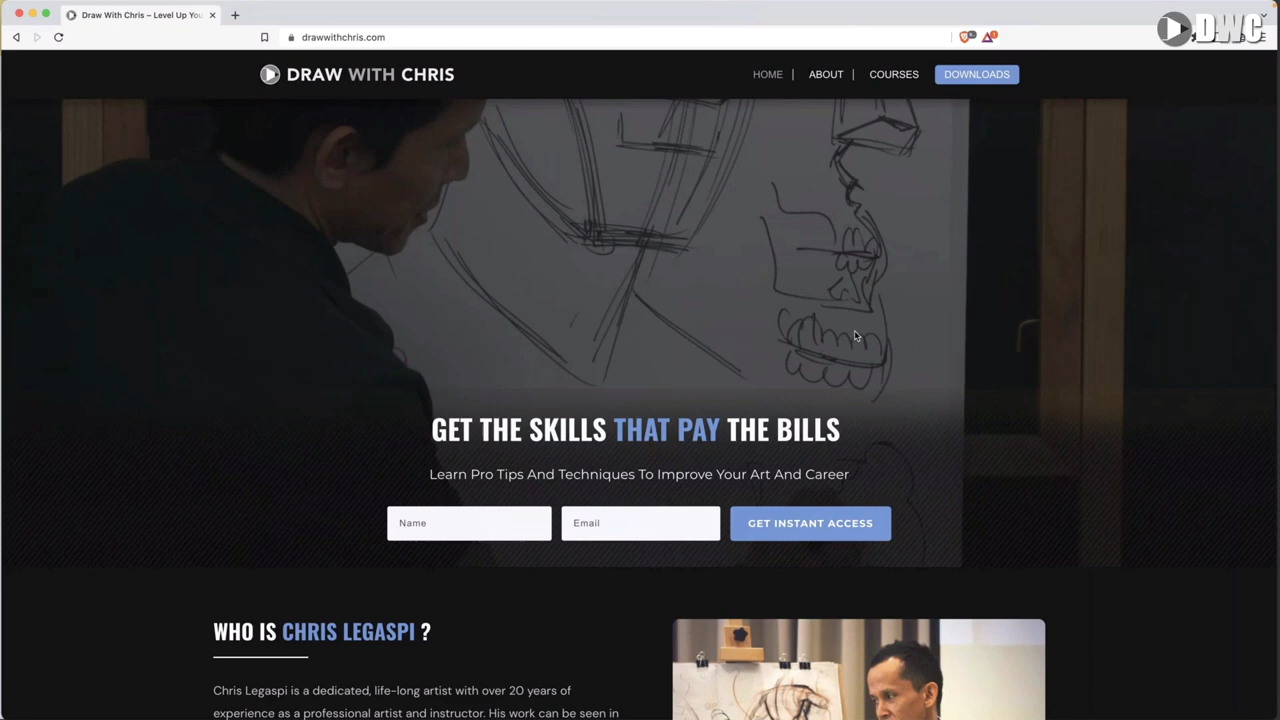 Draw With Chris – Level Up You
DWC
drawwithchris.com
DRAW WITH CHRIS
HOME
ABOUT
COURSES
DOWNLOADS
GET THE SKILLS THAT PAY THE BILLS
Learn Pro Tips And Techniques To Improve Your Art And Career
Name
Email
GET INSTANT ACCESS
WHO IS CHRIS LEGASPI ?
Chris Legaspi is a dedicated, life-long artist with over 20 years of
experience as a professional artist and instructor. His work can be seen in